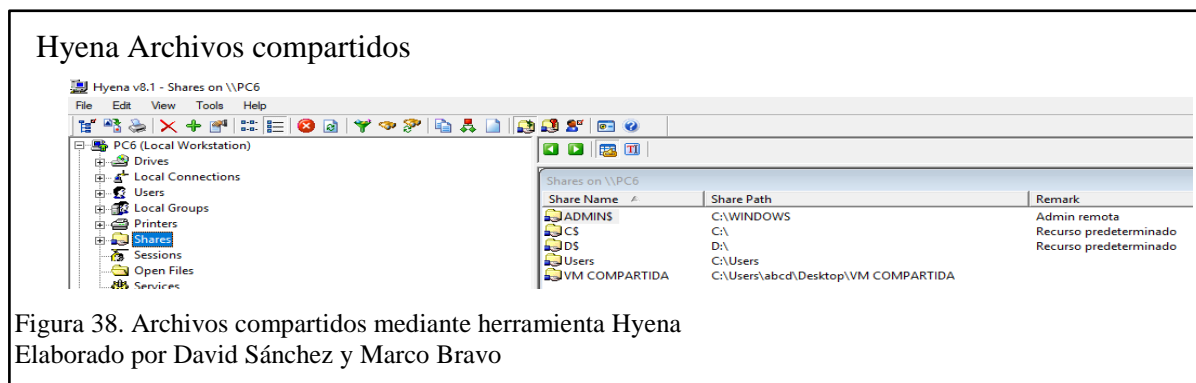 Hyena Archivos compartidos
Hyena v8.1 - Shares on \\PC6
File Edit View Tools Help
PC6 (Local Workstation)
Drives
Local Connections
Users
Local Groups
Printers
Shares
Sessions
Open Files
Services
Shares on \\PC6
Share Name Share Path Remark
ADMIN$ C:\WINDOWS Admin remota
C$ C:\ Recurso predeterminado
D$ D:\ Recurso predeterminado
Users C:\Users
VM COMPARTIDA C:\Users\abcd\Desktop\VM COMPARTIDA
Figura 38. Archivos compartidos mediante herramienta Hyena
Elaborado por David Sánchez y Marco Bravo